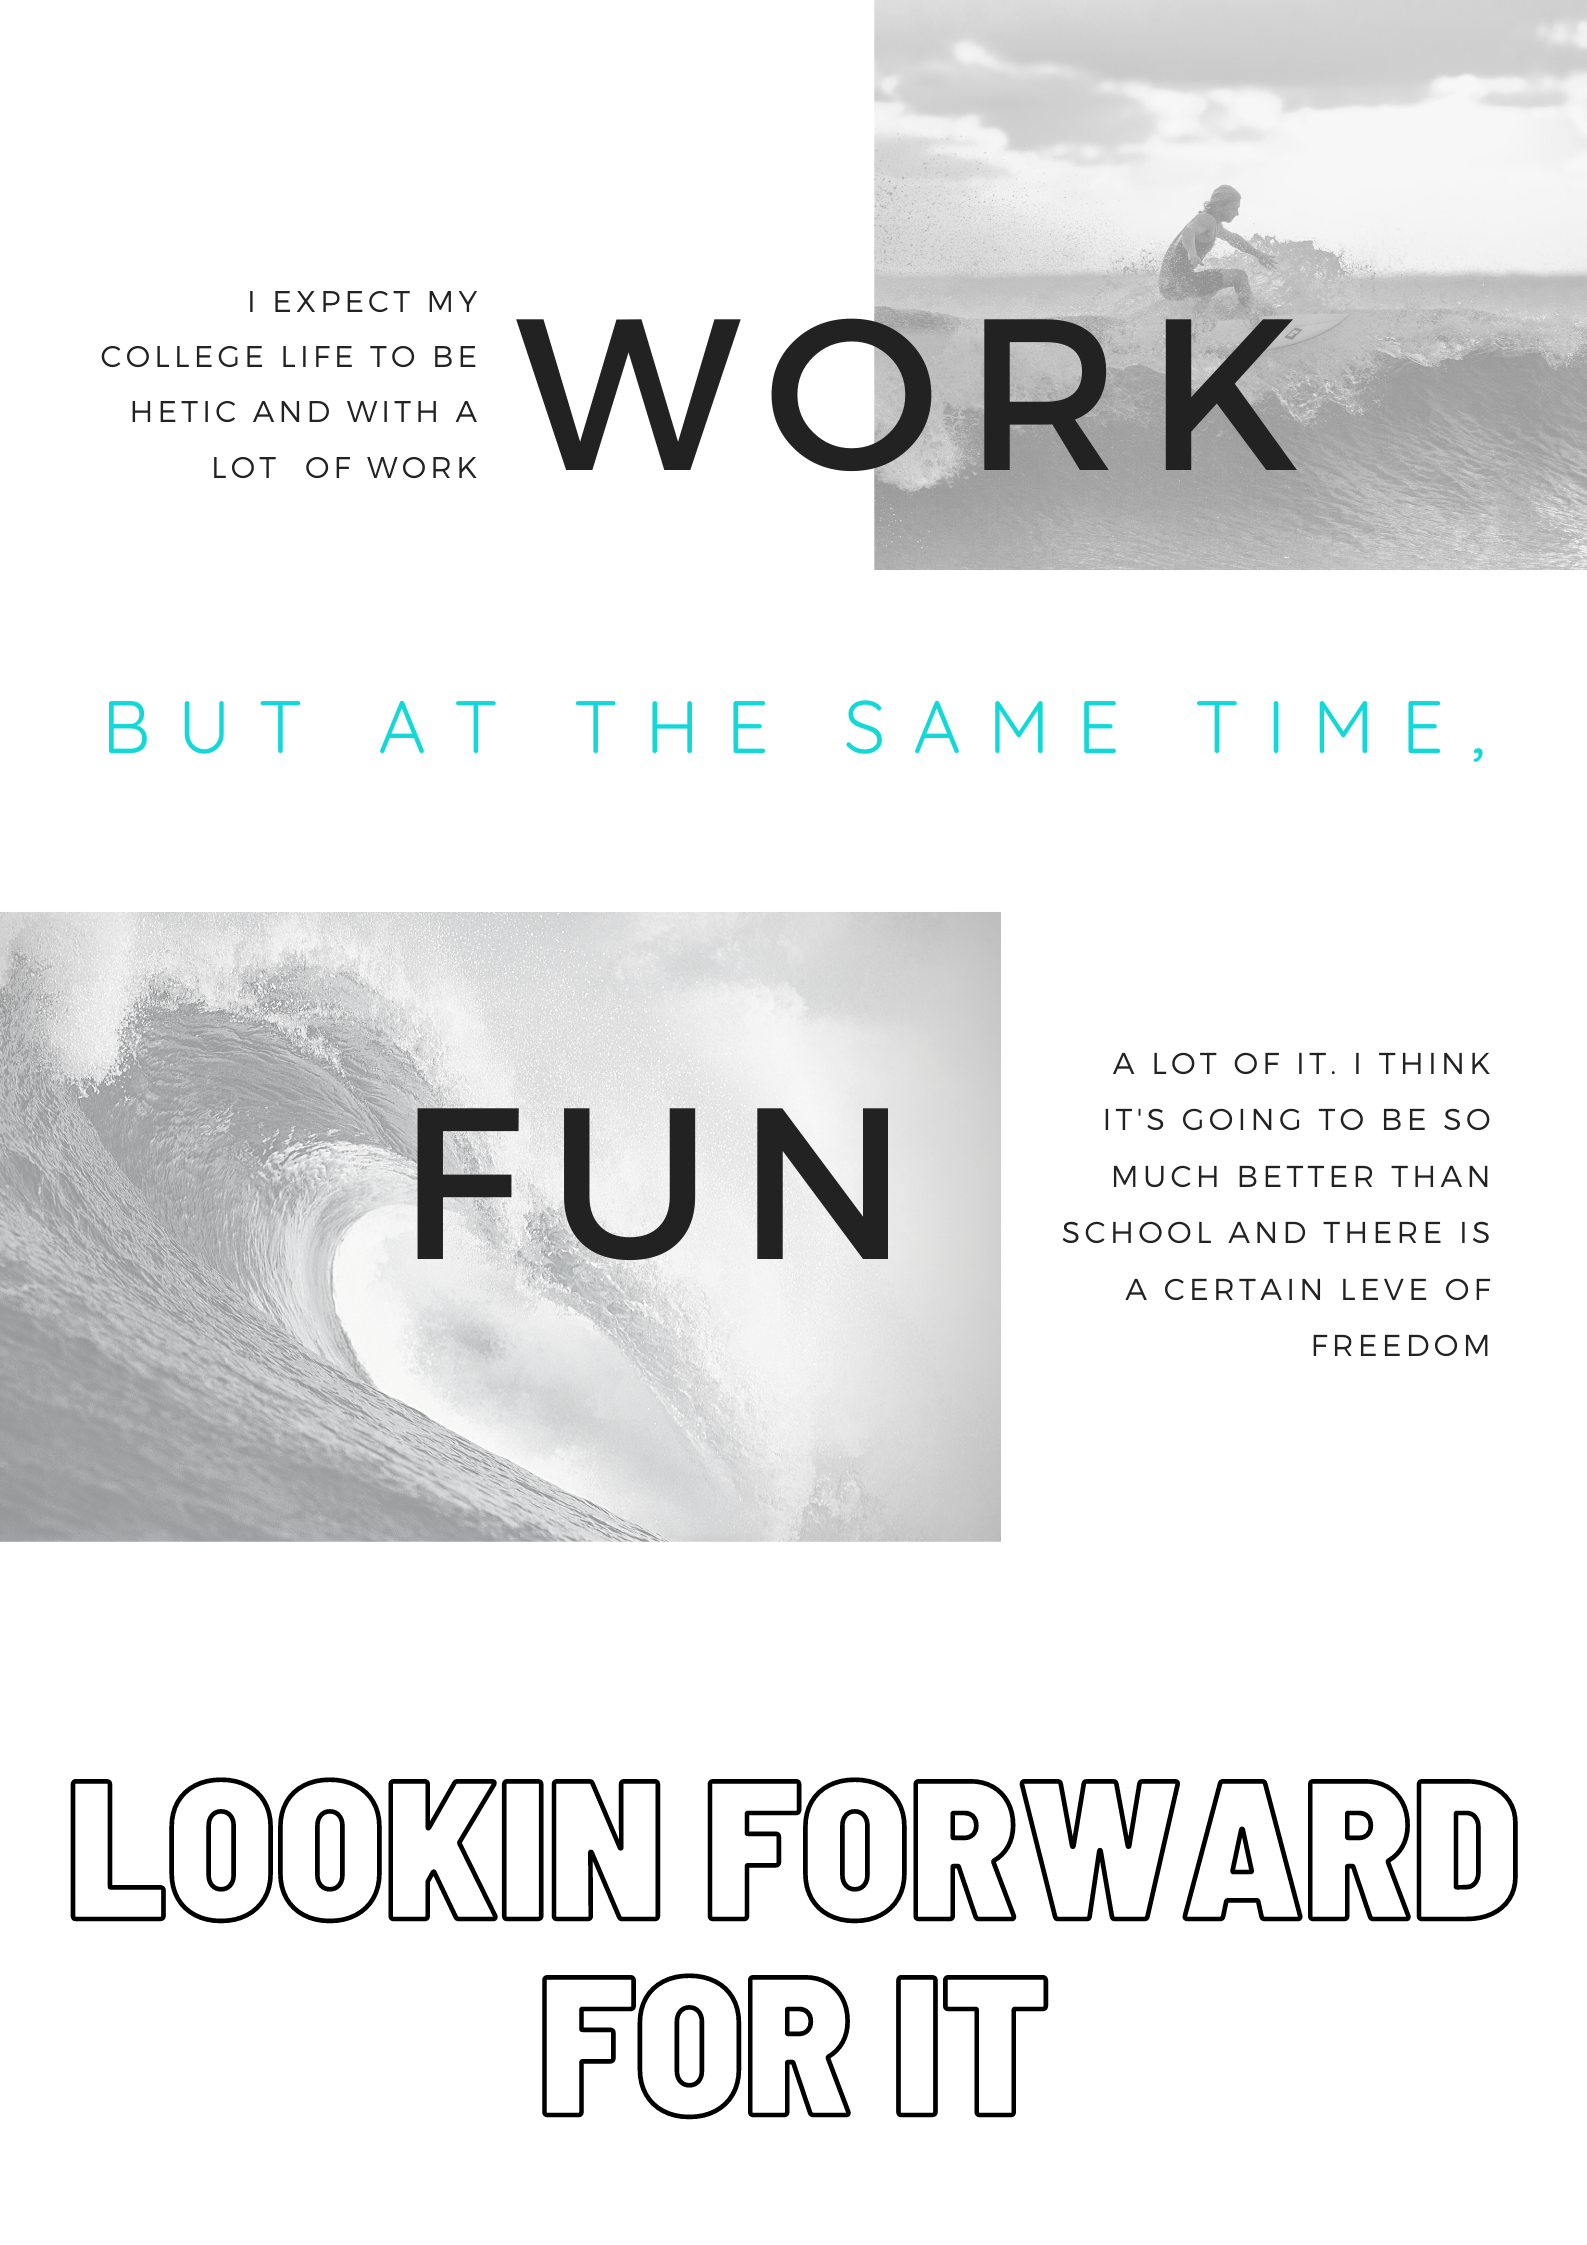 I EXPECT MY
COLLEGE LIFE TO BE
HETIC AND WITH A
LOT  OF WORK
WORK
BUT AT THE SAME TIME,
FUN
A LOT OF IT. I THINK
IT'S GOING TO BE SO
MUCH BETTER THAN
SCHOOL AND THERE IS
A CERTAIN LEVE OF
FREEDOM
LOOKIN FORWARD
FOR IT